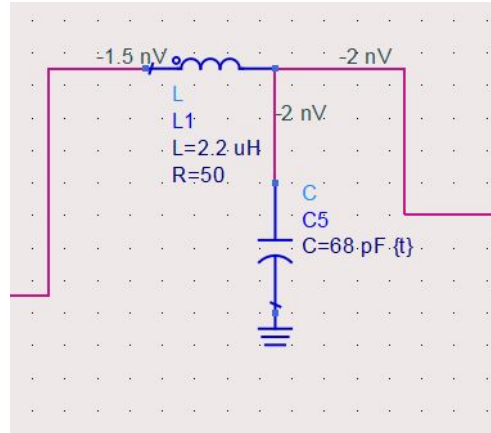 -1.5 nV
-2 nV
L
L1
L=2.2 uH
R=50
-2 nV
C
C5
C=68 pF {t}